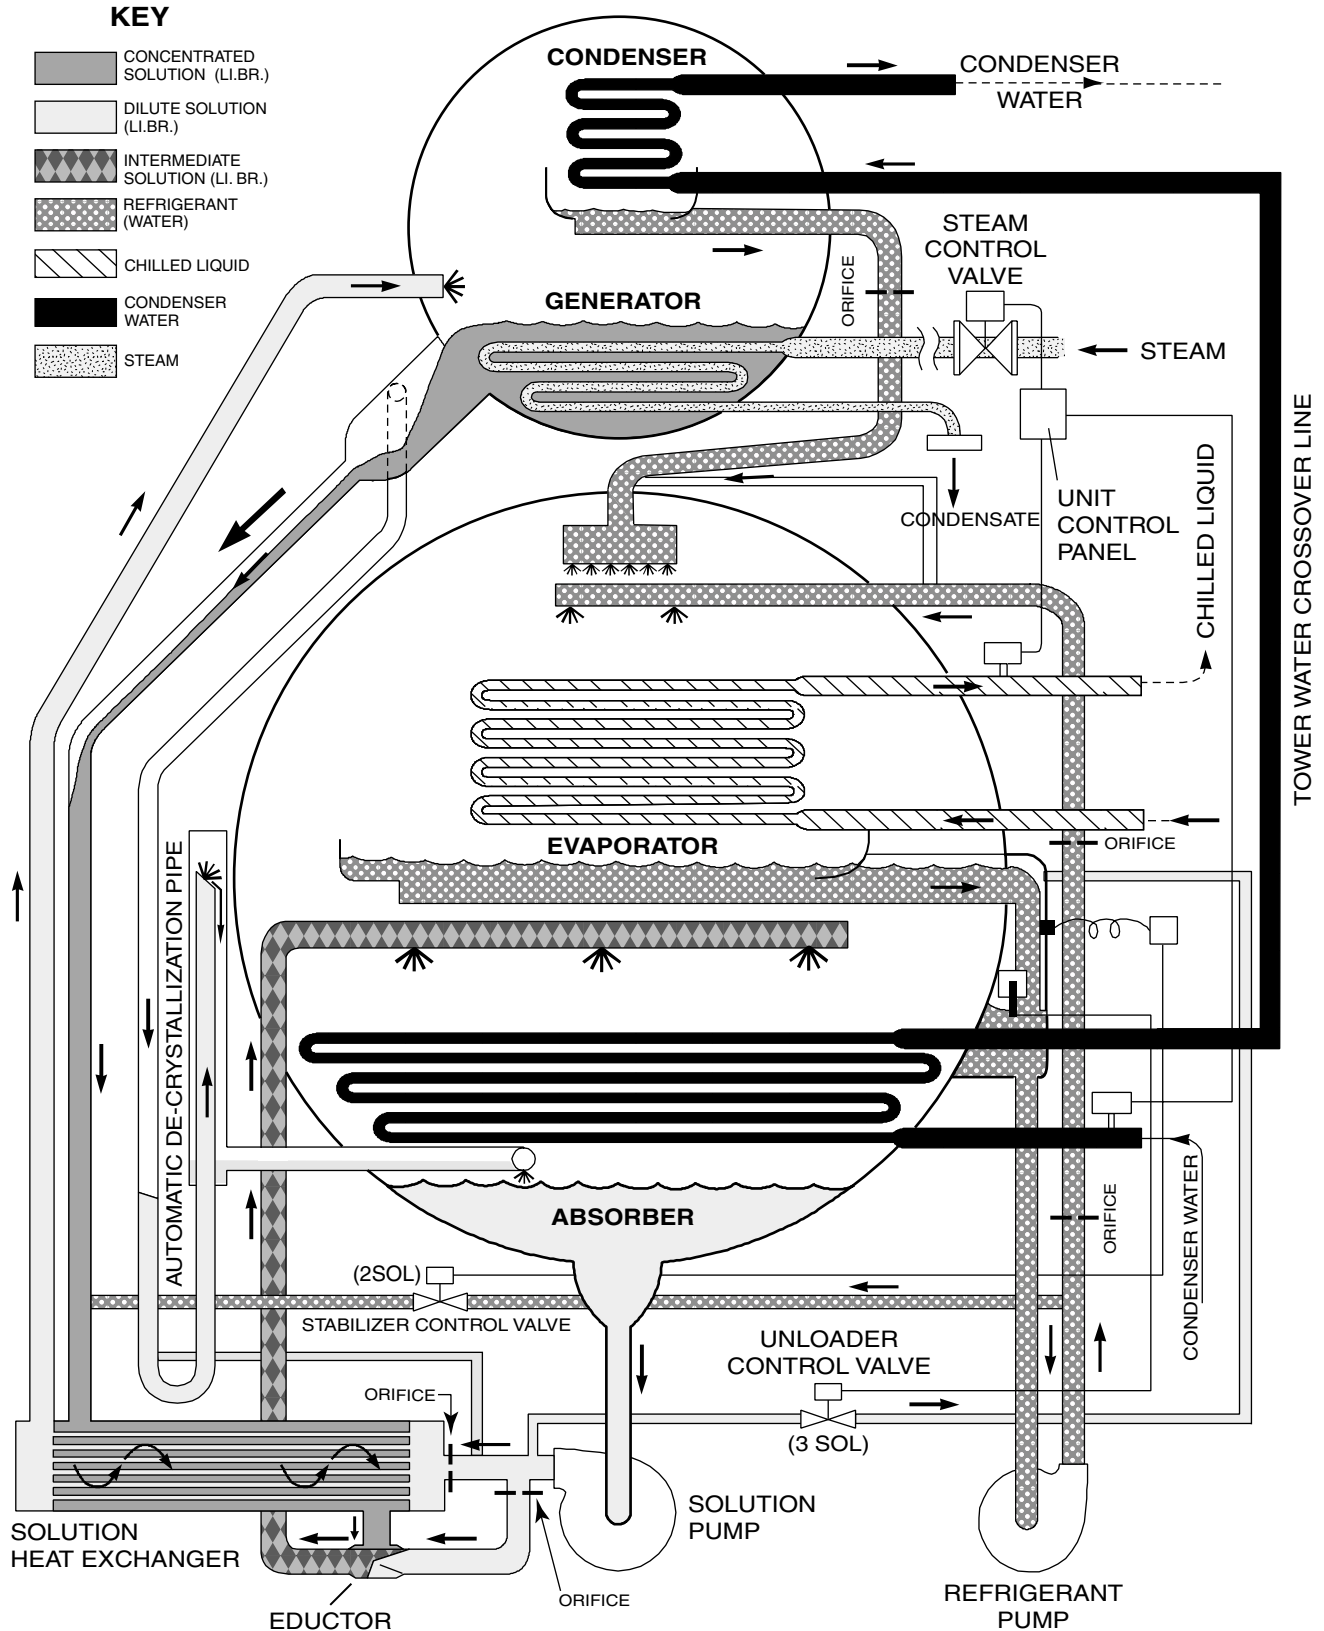 KEY
CONCENTRATED
SOLUTION (LI.BR.)
DILUTE SOLUTION
(LI.BR.)
INTERMEDIATE
SOLUTION (LI. BR.)
REFRIGERANT
(WATER)
CHILLED LIQUID
CONDENSER
WATER
STEAM
CONDENSER
CONDENSER
WATER
STEAM
CONTROL
VALVE
ORIFICE
GENERATOR
STEAM
TOWER WATER CROSSOVER LINE
CHILLED LIQUID
CONDENSATE
UNIT
CONTROL
PANEL
EVAPORATOR
ORIFICE
AUTOMATIC DE-CRYSTALLIZATION PIPE
ABSORBER
ORIFICE
CONDENSER WATER
(2SOL)
STABILIZER CONTROL VALVE
UNLOADER
CONTROL VALVE
(3 SOL)
ORIFICE
SOLUTION
PUMP
SOLUTION
HEAT EXCHANGER
ORIFICE
EDUCTOR
REFRIGERANT
PUMP